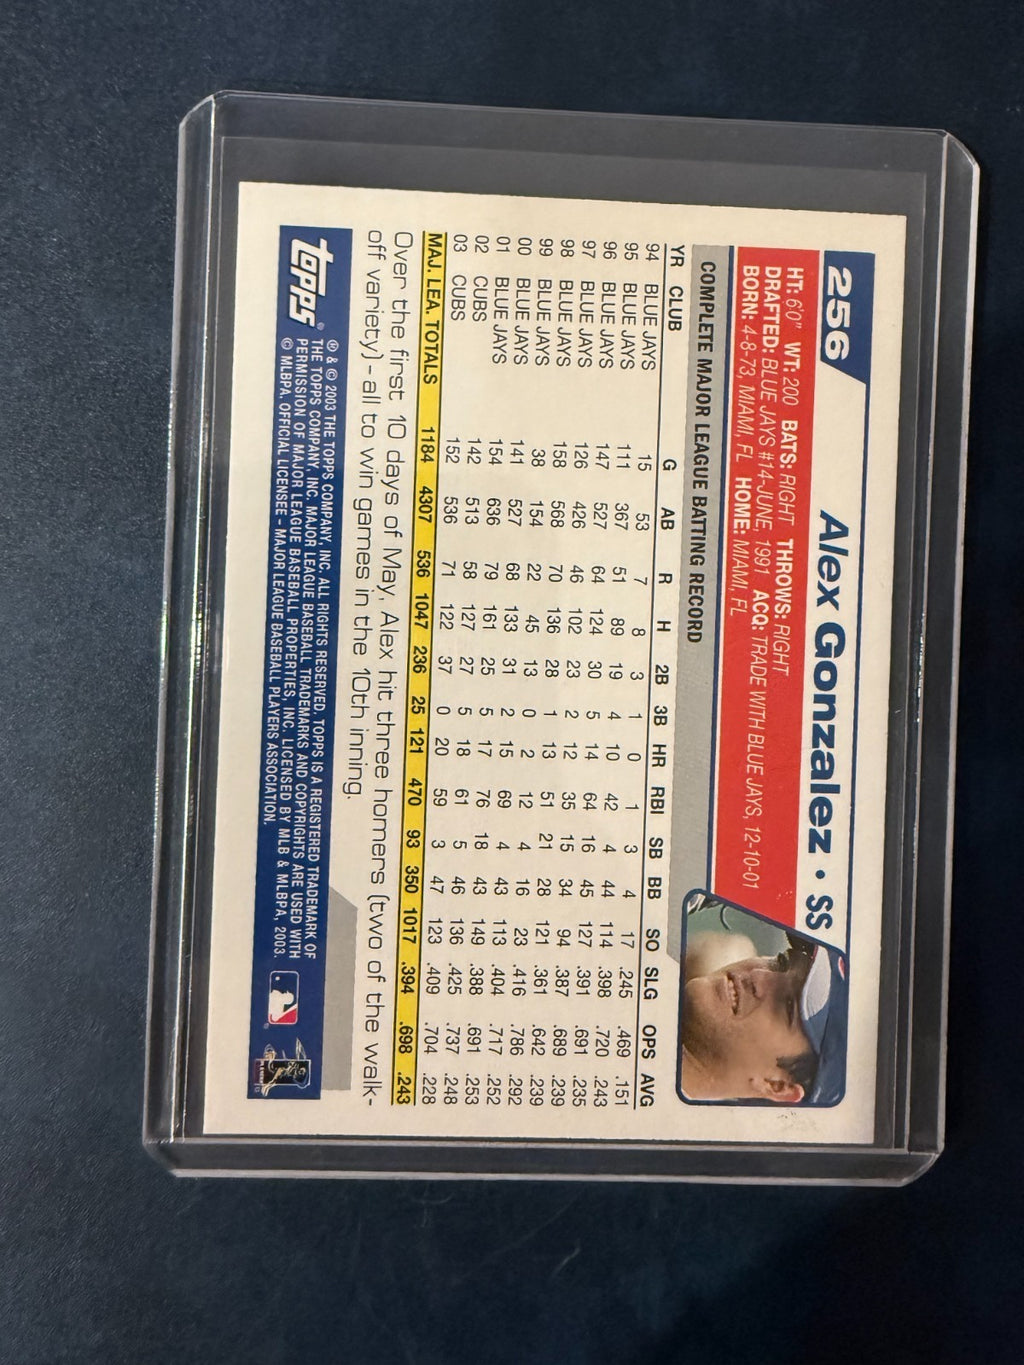 256 Alex Gonzalez • SS
HT: 6'0" WT: 200 BATS: RIGHT THROWS: RIGHT
DRAFTED: BLUE JAYS #14-JUNE, 1991 ACQ: TRADE WITH BLUE JAYS, 12-10-01
BORN: 4-8-73, MIAMI, FL HOME: MIAMI, FL
COMPLETE MAJOR LEAGUE BATTING RECORD
YR CLUB G AB R H 2B 3B HR RBI SB BB SO SLG OPS AVG
94 BLUE JAYS 15 53 7 8 3 1 0 1 3 4 17 .245 .469 .151
95 BLUE JAYS 111 367 51 89 19 4 10 42 4 44 114 .398 .720 .243
96 BLUE JAYS 147 527 64 124 30 5 14 64 16 45 127 .391 .691 .235
97 BLUE JAYS 126 426 46 102 23 2 12 35 15 34 94 .387 .689 .239
98 BLUE JAYS 158 568 70 136 28 1 13 51 21 28 121 .361 .642 .239
99 BLUE JAYS 38 154 22 45 13 0 2 12 4 16 23 .416 .786 .292
00 BLUE JAYS 141 527 68 133 31 2 15 69 4 43 113 .404 .717 .252
01 BLUE JAYS 154 636 79 161 25 5 17 76 18 43 149 .388 .691 .253
02 CUBS 142 513 58 127 27 5 18 61 5 46 136 .425 .737 .248
03 CUBS 152 536 71 122 37 0 20 59 3 47 123 .409 .704 .228
MAJ. LEA. TOTALS 1184 4307 536 1047 236 25 121 470 93 350 1017 .394 .698 .243
Over the first 10 days of May, Alex hit three homers (two of the walk-
off variety) - all to win games in the 10th inning.
topps®
® & © 2003 THE TOPPS COMPANY, INC. ALL RIGHTS RESERVED. TOPPS IS A REGISTERED TRADEMARK OF
THE TOPPS COMPANY, INC. MAJOR LEAGUE BASEBALL TRADEMARKS AND COPYRIGHTS ARE USED WITH
PERMISSION OF MAJOR LEAGUE BASEBALL PROPERTIES, INC. LICENSED BY MLB & MLBPA, 2003.
© MLBPA. OFFICIAL LICENSEE - MAJOR LEAGUE BASEBALL PLAYERS ASSOCIATION.